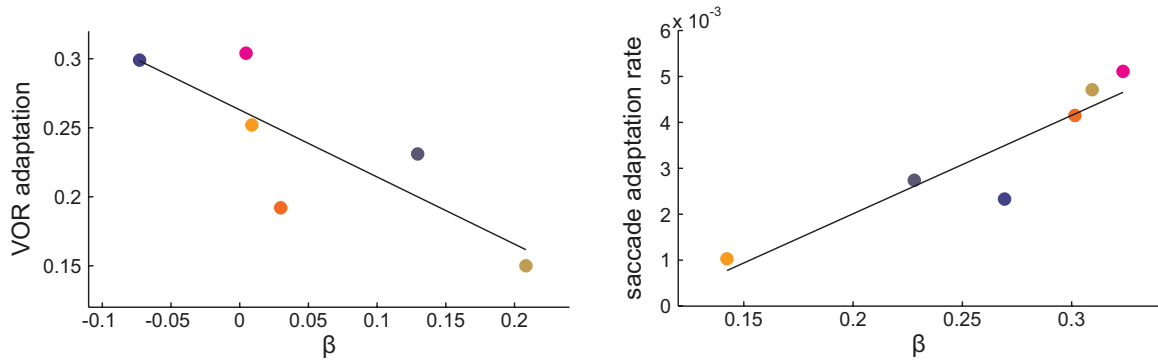 VOR adaptation
0.3
0.25
0.2
0.15
-0.1 -0.05 0 0.05 0.1 0.15 0.2
β
saccade adaptation rate
x 10⁻³
6
5
4
3
2
1
0
0.15 0.2 0.25 0.3
β